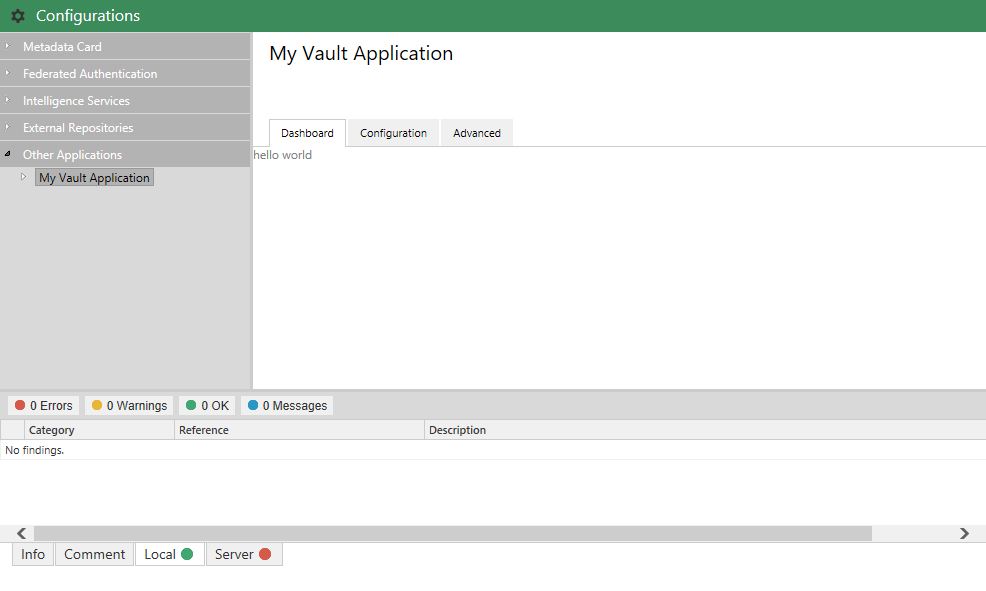 Configurations
Metadata Card
Federated Authentication
Intelligence Services
External Repositories
Other Applications
My Vault Application
My Vault Application
Dashboard Configuration Advanced
hello world
0 Errors 0 Warnings 0 OK 0 Messages
Category Reference Description
No findings.
Info Comment Local Server